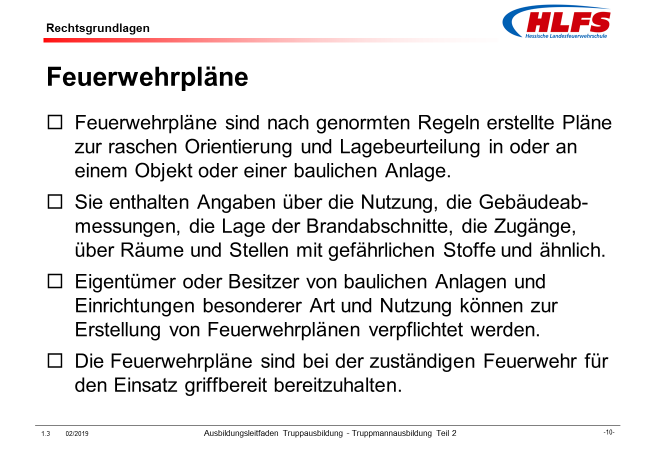 Rechtsgrundlagen
HLFS
Hessische Landesfeuerwehrschule
Feuerwehrpläne
Feuerwehrpläne sind nach genormten Regeln erstellte Pläne
zur raschen Orientierung und Lagebeurteilung in oder an
einem Objekt oder einer baulichen Anlage.
Sie enthalten Angaben über die Nutzung, die Gebäudeab-
messungen, die Lage der Brandabschnitte, die Zugänge,
über Räume und Stellen mit gefährlichen Stoffe und ähnlich.
Eigentümer oder Besitzer von baulichen Anlagen und
Einrichtungen besonderer Art und Nutzung können zur
Erstellung von Feuerwehrplänen verpflichtet werden.
Die Feuerwehrpläne sind bei der zuständigen Feuerwehr für
den Einsatz griffbereit bereitzuhalten.
1.3 02/2019 Ausbildungsleitfaden Truppausbildung - Truppmannausbildung Teil 2 -10-